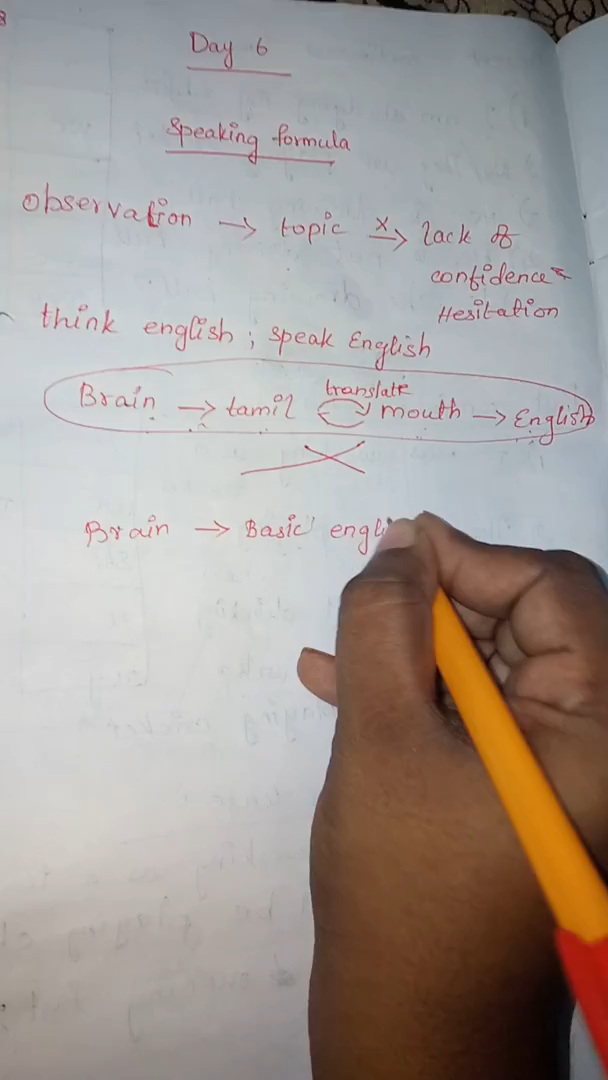 Day 6
Speaking formula
observation → topic x→ lack of
confidence &
Hesitation
think english ; speak English
Brain → tamil translate mouth → English
Brain → Basic engli